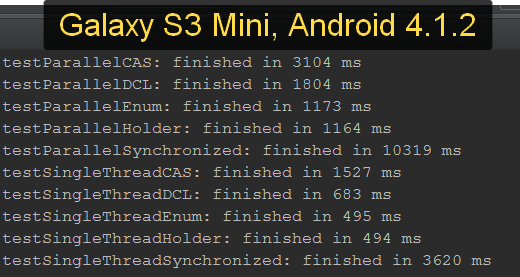 Galaxy S3 Mini, Android 4.1.2
testParallelCAS: finished in 3104 ms
testParallelDCL: finished in 1804 ms
testParallelEnum: finished in 1173 ms
testParallelHolder: finished in 1164 ms
testParallelSynchronized: finished in 10319 ms
testSingleThreadCAS: finished in 1527 ms
testSingleThreadDCL: finished in 683 ms
testSingleThreadEnum: finished in 495 ms
testSingleThreadHolder: finished in 494 ms
testSingleThreadSynchronized: finished in 3620 ms